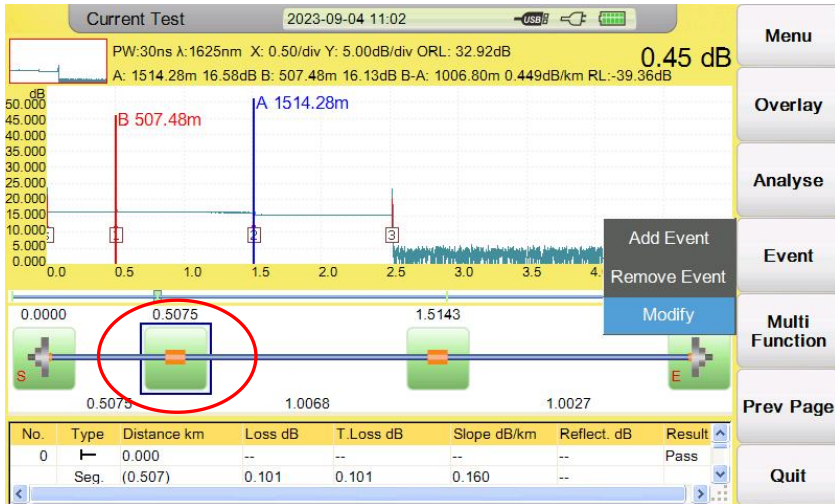 Current Test
2023-09-04 11:02
USB
Menu
PW:30ns λ:1625nm X: 0.50/div Y: 5.00dB/div ORL: 32.92dB
0.45 dB
A: 1514.28m 16.58dB B: 507.48m 16.13dB B-A: 1006.80m 0.449dB/km RL:-39.36dB
dB
50.000
45.000
40.000
35.000
30.000
25.000
20.000
15.000
10.000
5.000
0.000
B 507.48m
A 1514.28m
1
2
3
0.0 0.5 1.0 1.5 2.0 2.5 3.0 3.5 4.
Overlay
Analyse
Add Event
Remove Event
Modify
Event
0.0000 0.5075 1.5143
S
E
Multi
Function
0.5075 1.0068 1.0027
Prev Page
No. Type Distance km Loss dB T.Loss dB Slope dB/km Reflect. dB Result
0 0.000 -- -- -- -- Pass
Seg. (0.507) 0.101 0.101 0.160 --
Quit